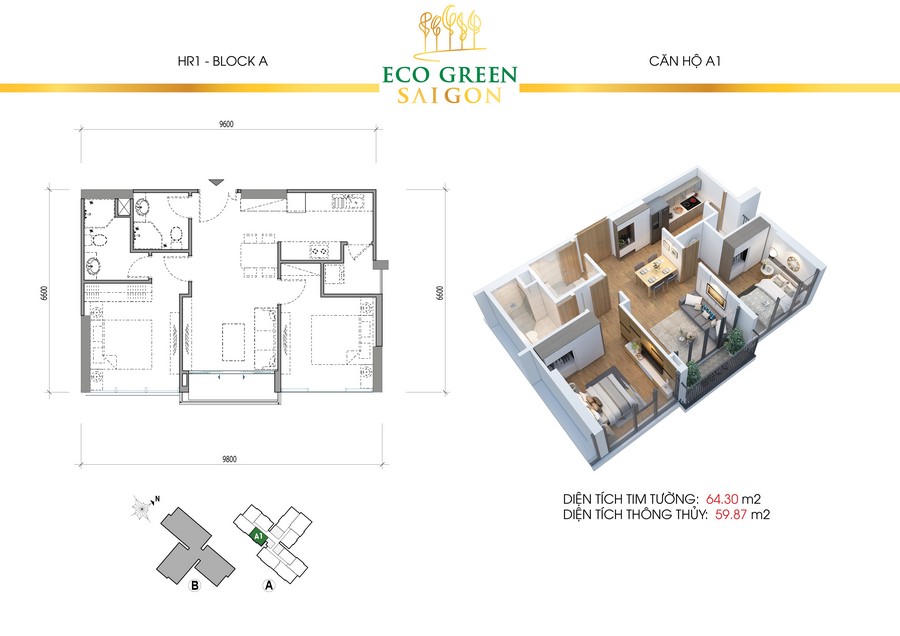 HR1 - BLOCK A
ECO GREEN
SAIGON
CĂN HỘ A1
9600
6600
6600
9800
N
A1
B
A
DIỆN TÍCH TIM TƯỜNG: 64.30 m2
DIỆN TÍCH THÔNG THỦY: 59.87 m2